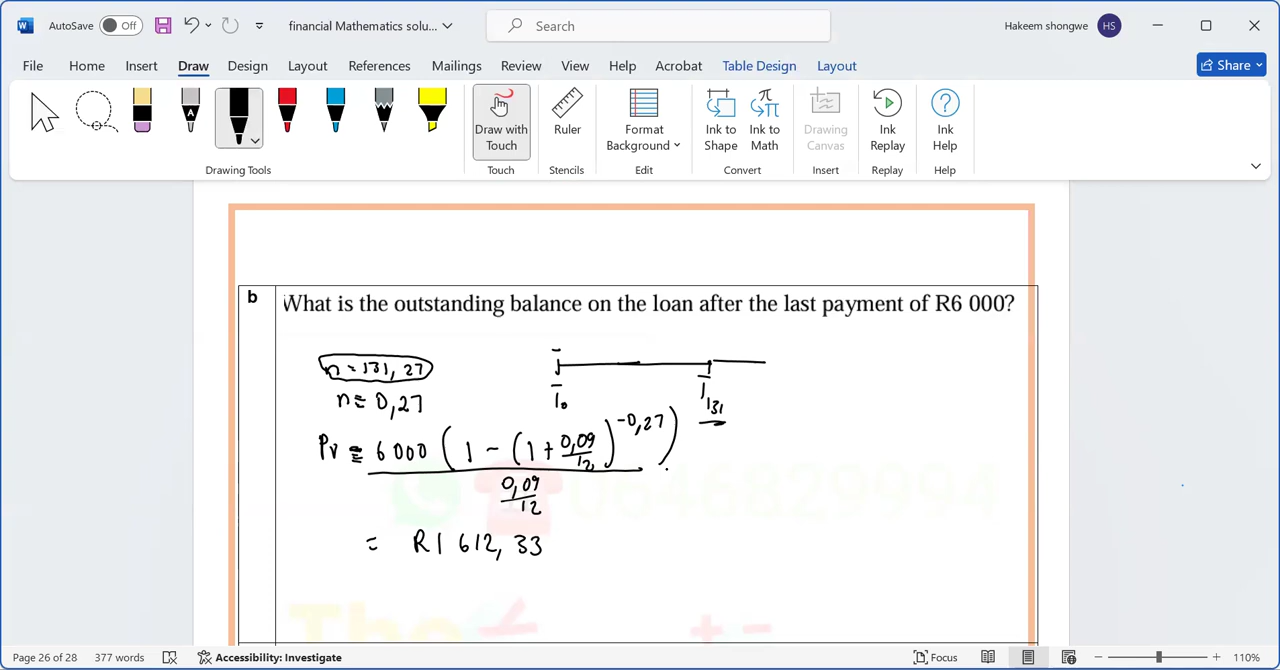 AutoSave Off financial Mathematics solu... Search Hakeem shongwe HS
File Home Insert Draw Design Layout References Mailings Review View Help Acrobat Table Design Layout Share
A
Draw with Touch Ruler Format Background Ink to Shape Ink to Math Drawing Canvas Ink Replay Ink Help
Drawing Tools Touch Stencils Edit Convert Insert Replay Help
b What is the outstanding balance on the loan after the last payment of R6 000?
n = 131,27
n = 0,27
T0 T131
Pv = 6 000 ( 1 - (1 + 0,09/12)^-0,27 )
0,09/12
= R1 612, 33
0646829994
The
Page 26 of 28 377 words Accessibility: Investigate Focus 110%